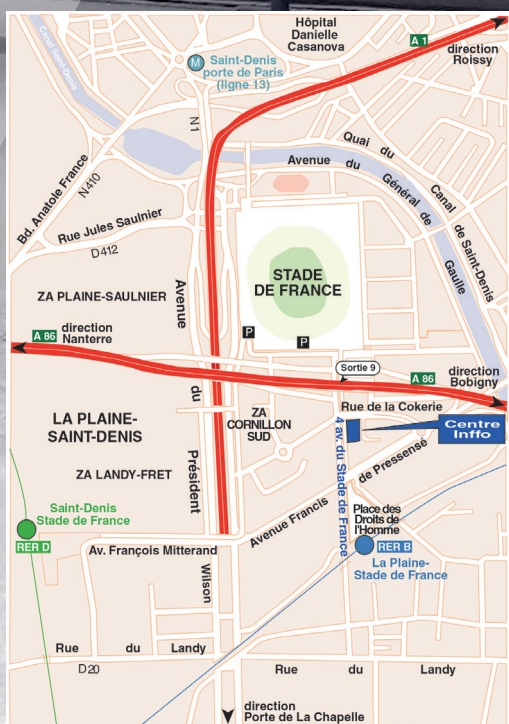 Hôpital
Danielle
Casanova
A 1
direction
Roissy
Canal Saint-Denis
M
Saint-Denis
porte de Paris
(ligne 13)
N1
Quai du
Canal
de Saint-Denis
Avenue du
Général de
Gaulle
Bd. Anatole France
N410
Rue Jules Saulnier
D412
STADE
DE FRANCE
ZA PLAINE-SAULNIER
Avenue
du
Président
Wilson
P
P
A 86
direction
Nanterre
Sortie 9
A 86
direction
Bobigny
Rue de la Cokerie
LA PLAINE-
SAINT-DENIS
ZA
CORNILLON
SUD
Centre
Inffo
4 av. du Stade de France
ZA LANDY-FRET
Avenue Francis
de Pressensé
Saint-Denis
Stade de France
RER D
Place des
Droits de
l'Homme
RER B
La Plaine-
Stade de France
Av. François Mitterand
Rue du Landy
D20
Rue du Landy
direction
Porte de La Chapelle